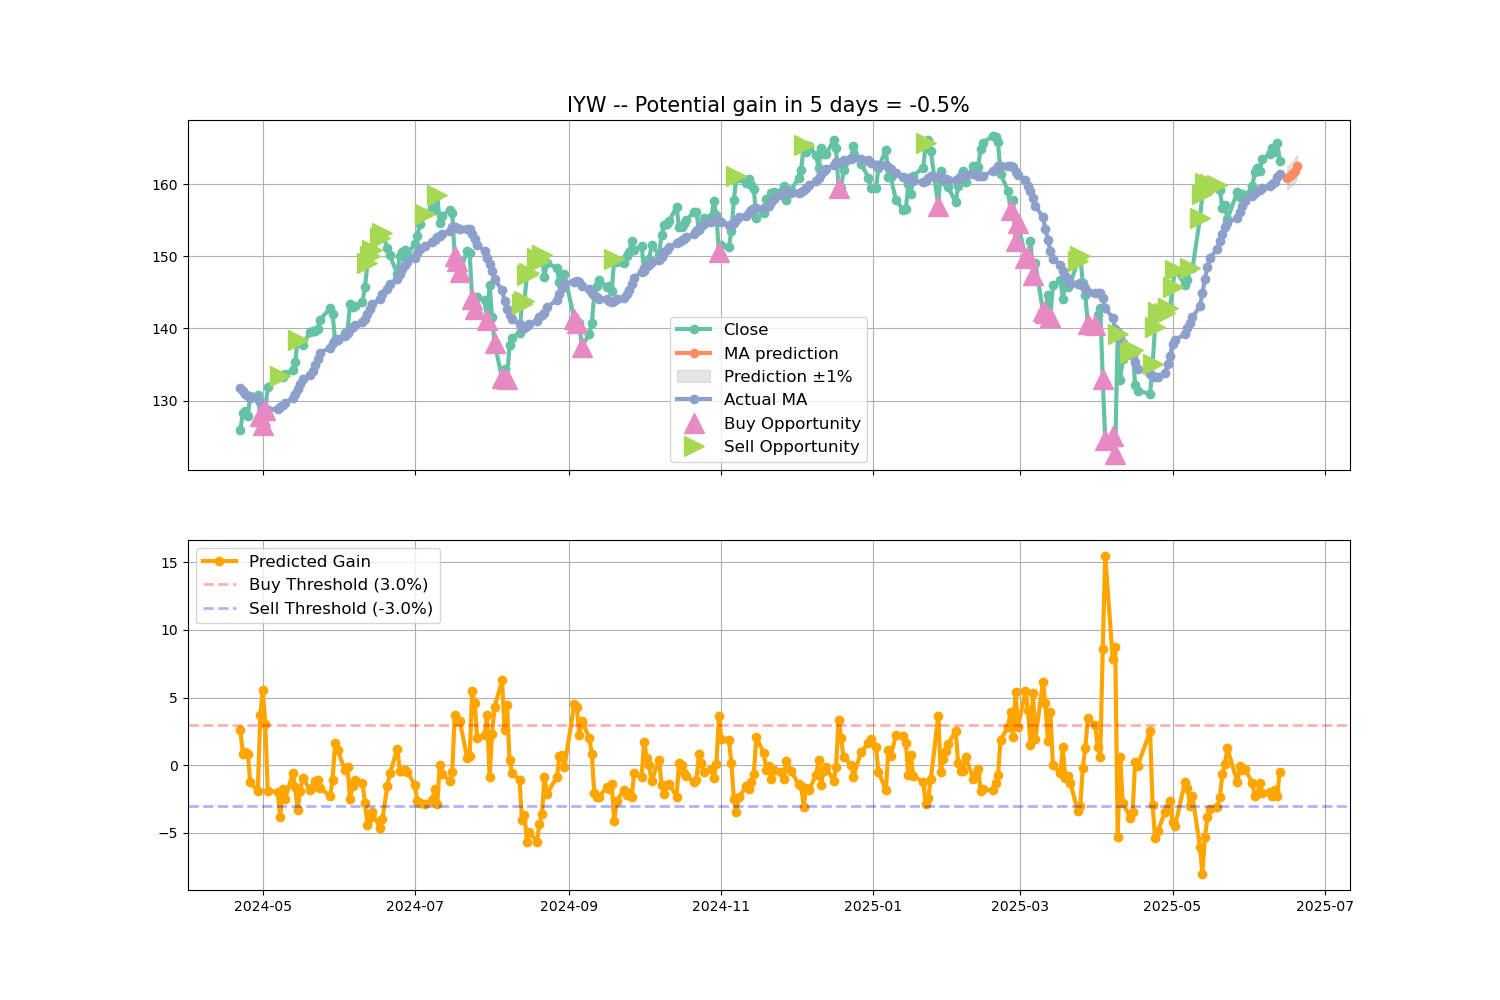 IYW -- Potential gain in 5 days = -0.5%
160
150
140
130
Close
MA prediction
Prediction ±1%
Actual MA
Buy Opportunity
Sell Opportunity
15
10
5
0
−5
Predicted Gain
Buy Threshold (3.0%)
Sell Threshold (-3.0%)
2024-05 2024-07 2024-09 2024-11 2025-01 2025-03 2025-05 2025-07